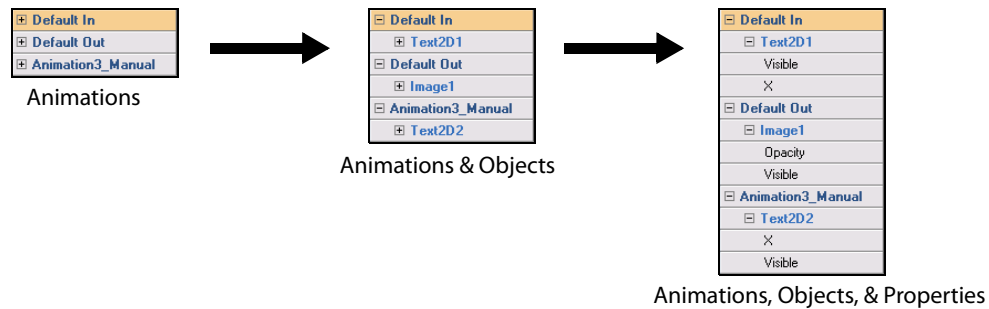 Default In
Default Out
Animation3_Manual
Animations
Default In
Text2D1
Default Out
Image1
Animation3_Manual
Text2D2
Animations & Objects
Default In
Text2D1
Visible
X
Default Out
Image1
Opacity
Visible
Animation3_Manual
Text2D2
X
Visible
Animations, Objects, & Properties